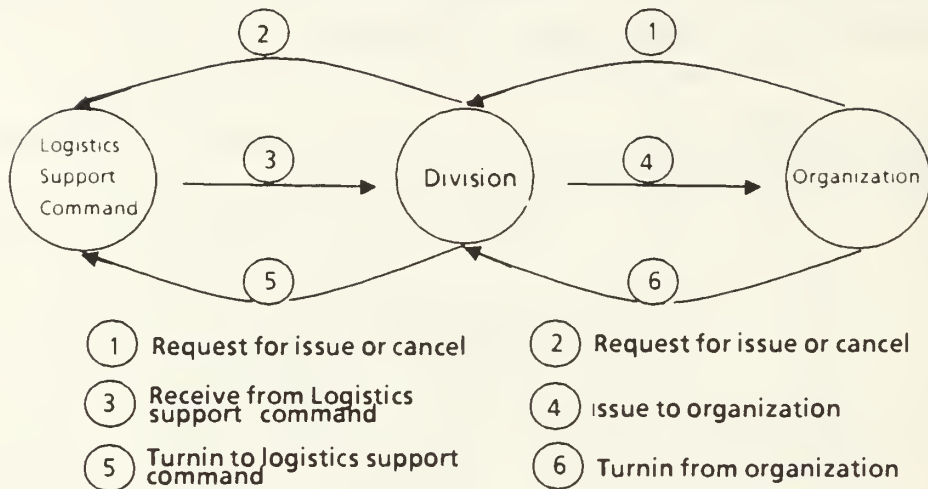 2
1
Logistics
Support
Command
3
Division
4
Organization
5
6
1 Request for issue or cancel
2 Request for issue or cancel
3 Receive from Logistics
support command
4 Issue to organization
5 Turnin to logistics support
command
6 Turnin from organization